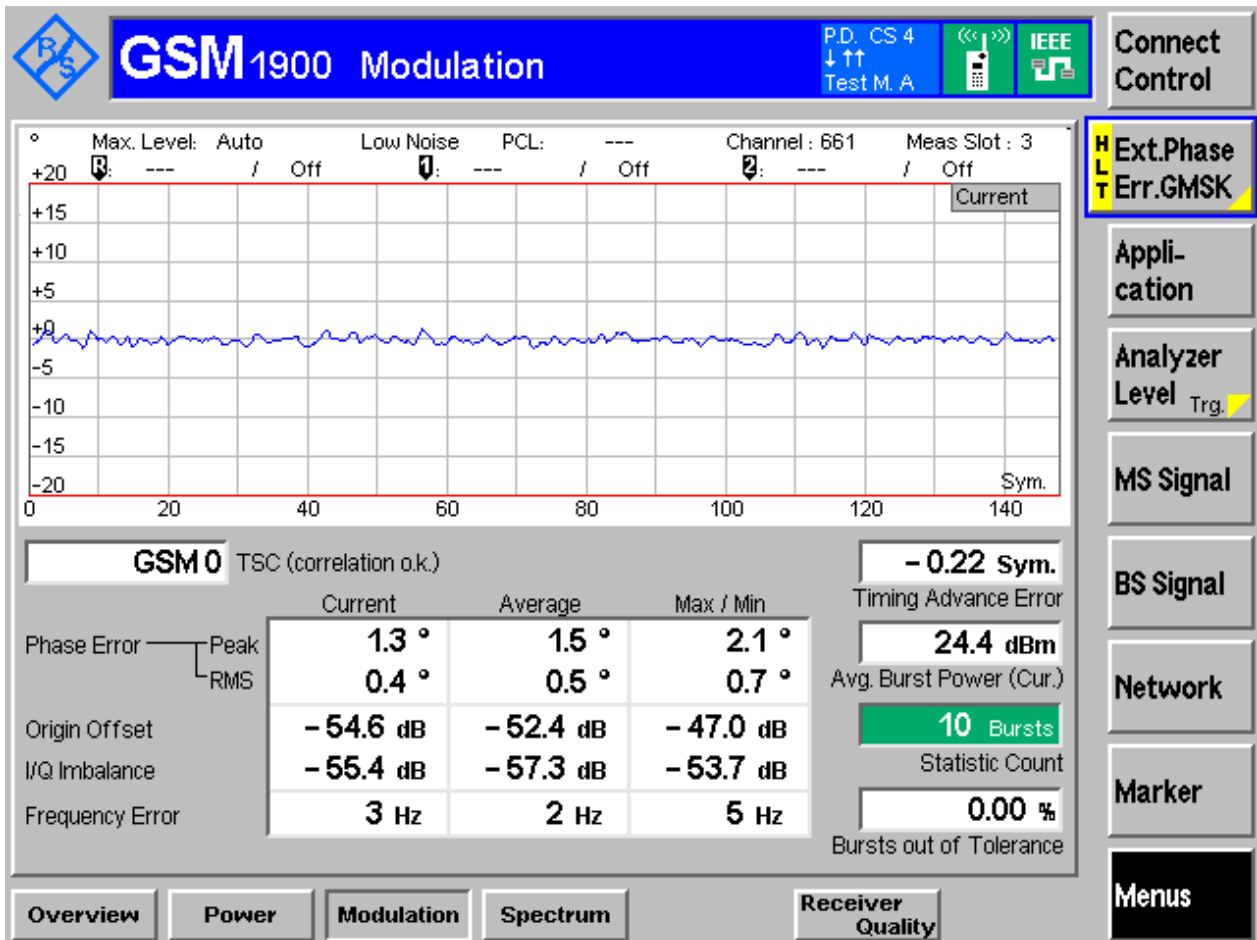 R/S
GSM 1900 Modulation
P.D. CS 4
↓ ↑↑
Test M. A
IEEE
Connect
Control
° Max. Level: Auto Low Noise PCL: --- Channel : 661 Meas Slot : 3
R: --- / Off 1: --- / Off 2: --- / Off
Current
+20
+15
+10
+5
+0
-5
-10
-15
-20
Sym.
0 20 40 60 80 100 120 140
HLT
Ext.Phase
Err.GMSK
Appli-
cation
Analyzer
Level Trg.
MS Signal
BS Signal
Network
Marker
Menus
GSM 0 TSC (correlation o.k.)
Current Average Max / Min
Phase Error Peak 1.3 ° 1.5 ° 2.1 °
RMS 0.4 ° 0.5 ° 0.7 °
Origin Offset – 54.6 dB – 52.4 dB – 47.0 dB
I/Q Imbalance – 55.4 dB – 57.3 dB – 53.7 dB
Frequency Error 3 Hz 2 Hz 5 Hz
– 0.22 Sym.
Timing Advance Error
24.4 dBm
Avg. Burst Power (Cur.)
10 Bursts
Statistic Count
0.00 %
Bursts out of Tolerance
Overview Power Modulation Spectrum
Receiver
Quality